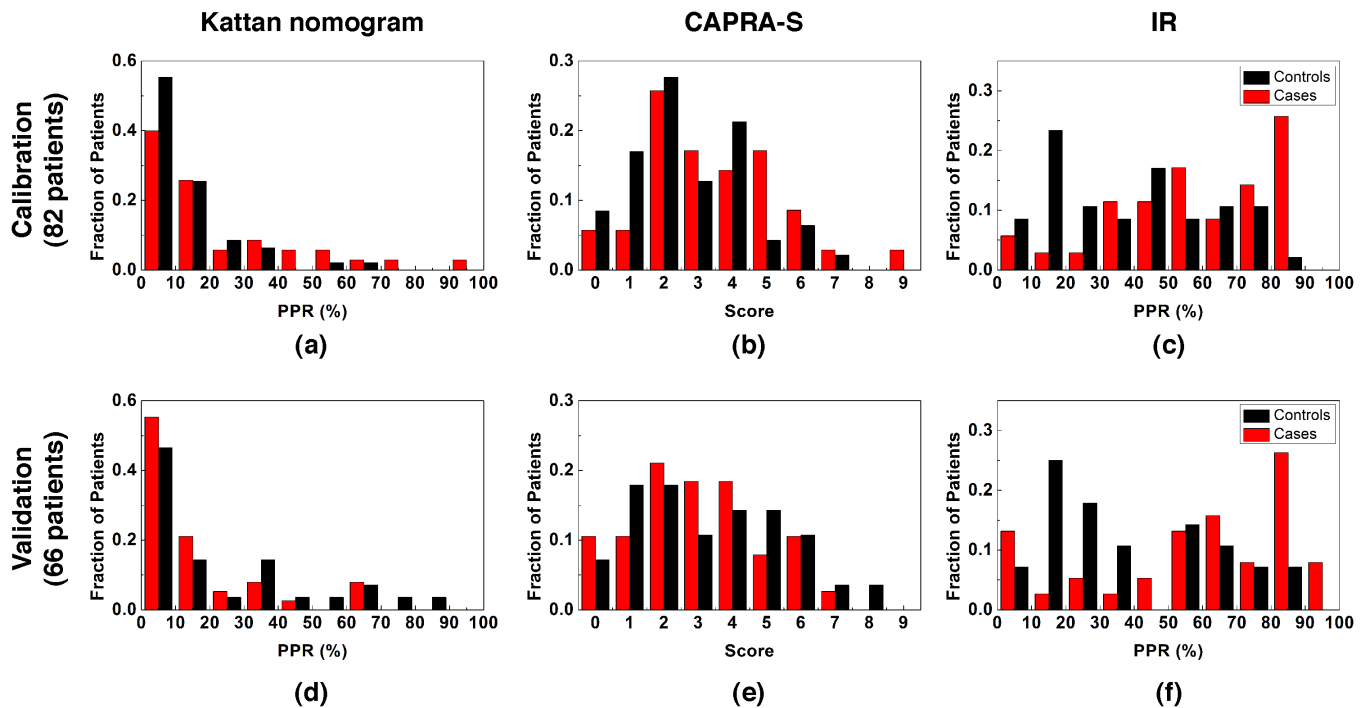 Kattan nomogram
CAPRA-S
IR
Calibration
(82 patients)
Fraction of Patients
0.6
0.4
0.2
0.0
0 10 20 30 40 50 60 70 80 90 100
PPR (%)
(a)
Fraction of Patients
0.3
0.2
0.1
0.0
0 1 2 3 4 5 6 7 8 9
Score
(b)
Fraction of Patients
0.3
0.2
0.1
0.0
0 10 20 30 40 50 60 70 80 90 100
PPR (%)
Controls
Cases
(c)
Validation
(66 patients)
Fraction of Patients
0.6
0.4
0.2
0.0
0 10 20 30 40 50 60 70 80 90 100
PPR (%)
(d)
Fraction of Patients
0.3
0.2
0.1
0.0
0 1 2 3 4 5 6 7 8 9
Score
(e)
Fraction of Patients
0.3
0.2
0.1
0.0
0 10 20 30 40 50 60 70 80 90 100
PPR (%)
Controls
Cases
(f)